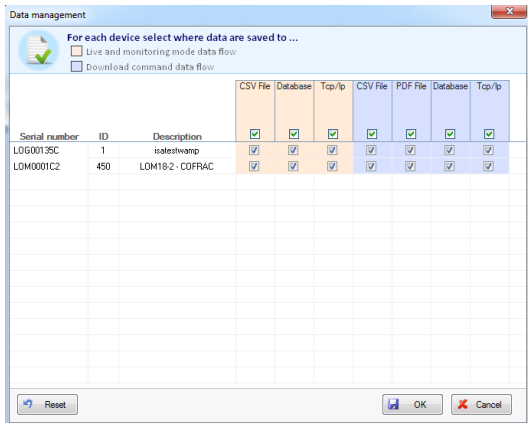 Data management
For each device select where data are saved to ...
Live and monitoring mode data flow
Download command data flow
CSV File Database Tcp/Ip CSV File PDF File Database Tcp/Ip
Serial number ID Description
LOG00135C 1 isatestwamp
LOM0001C2 450 LOM18-2 - COFRAC
Reset OK Cancel